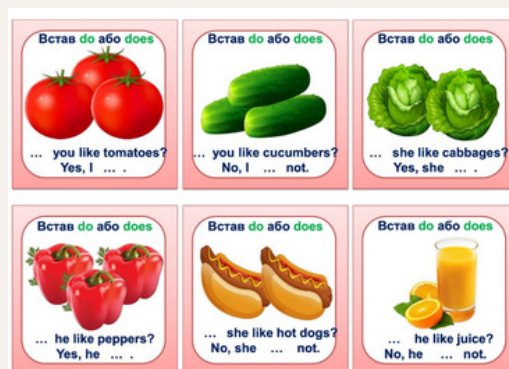 Встав do або does
… you like tomatoes?
Yes, I … .
Встав do або does
… you like cucumbers?
No, I … not.
Встав do або does
… she like cabbages?
Yes, she … .
Встав do або does
… he like peppers?
Yes, he … .
Встав do або does
… she like hot dogs?
No, she … not.
Встав do або does
… he like juice?
No, he … not.